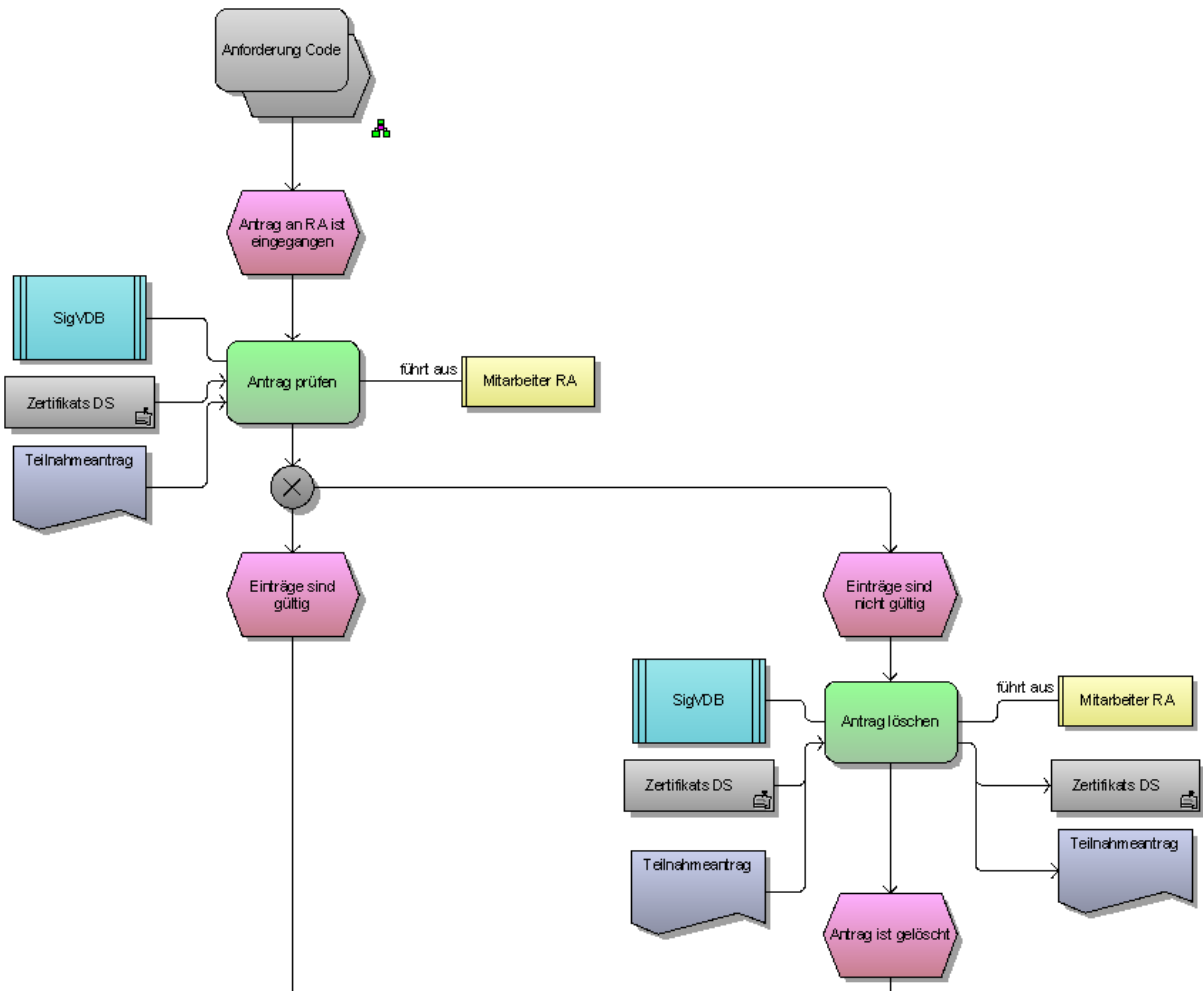 Anforderung Code
Antrag an RA ist
eingegangen
SigVDB
Antrag prüfen
führt aus
Mitarbeiter RA
Zertifikats DS
Teilnahmeantrag
Einträge sind
gültig
Einträge sind
nicht gültig
SigVDB
Antrag löschen
führt aus
Mitarbeiter RA
Zertifikats DS
Zertifikats DS
Teilnahmeantrag
Teilnahmeantrag
Antrag ist gelöscht